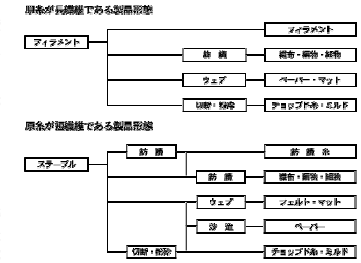 原糸が長繊維である製品形態
フィラメント
フィラメント
紡織
織布・編物・組物
ウェブ
ペーパー・マット
切断・粉砕
チョップド糸・ミルド
原糸が短繊維である製品形態
ステープル
紡績
紡績糸
織布・編物・組物
ウェブ
フェルト・マット
抄造
ペーパー
切断・粉砕
チョップド糸・ミルド